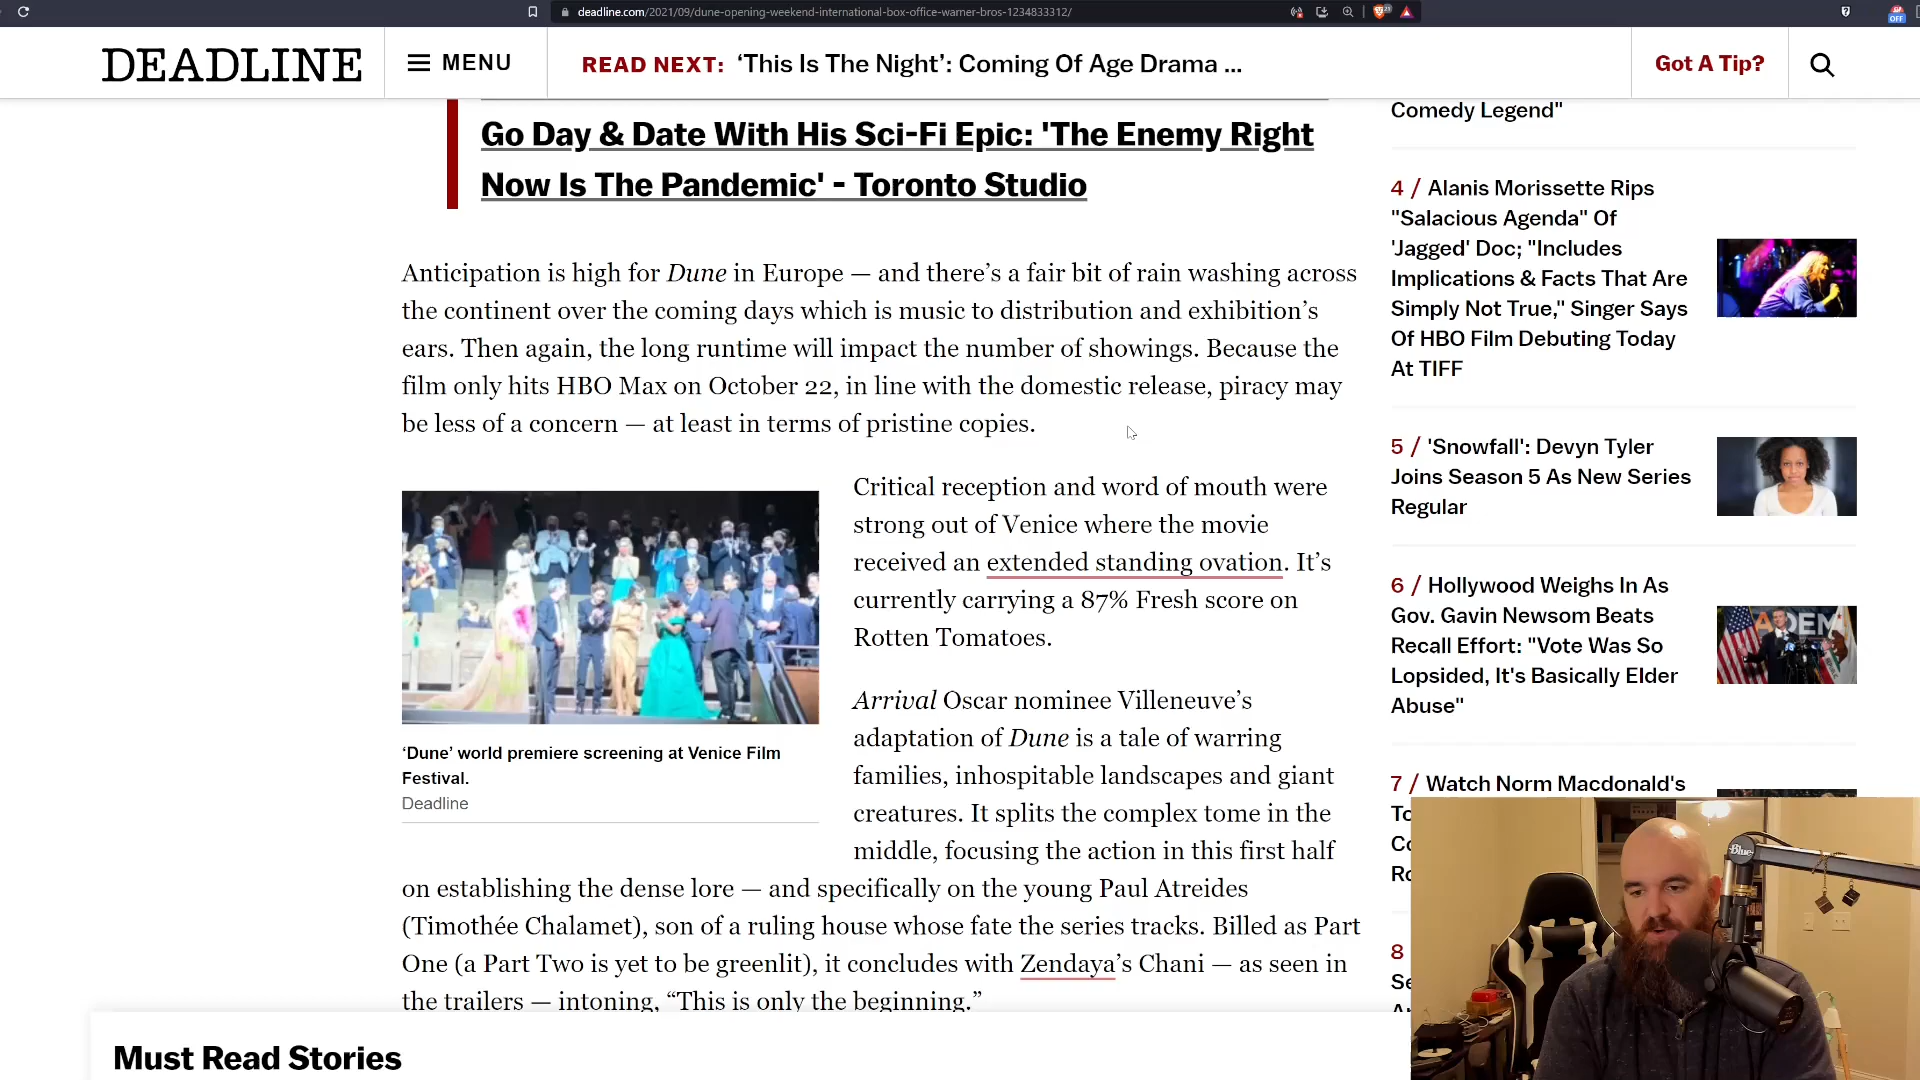 deadline.com/2021/09/dune-opening-weekend-international-box-office-warner-bros-1234833312/
OFF
DEADLINE
MENU
READ NEXT: ‘This Is The Night’: Coming Of Age Drama ...
Got A Tip?
Go Day & Date With His Sci-Fi Epic: 'The Enemy Right
Now Is The Pandemic' - Toronto Studio
Anticipation is high for Dune in Europe — and there’s a fair bit of rain washing across
the continent over the coming days which is music to distribution and exhibition’s
ears. Then again, the long runtime will impact the number of showings. Because the
film only hits HBO Max on October 22, in line with the domestic release, piracy may
be less of a concern — at least in terms of pristine copies.
Critical reception and word of mouth were
strong out of Venice where the movie
received an extended standing ovation. It’s
currently carrying a 87% Fresh score on
Rotten Tomatoes.
‘Dune’ world premiere screening at Venice Film
Festival.
Deadline
Arrival Oscar nominee Villeneuve’s
adaptation of Dune is a tale of warring
families, inhospitable landscapes and giant
creatures. It splits the complex tome in the
middle, focusing the action in this first half
on establishing the dense lore — and specifically on the young Paul Atreides
(Timothée Chalamet), son of a ruling house whose fate the series tracks. Billed as Part
One (a Part Two is yet to be greenlit), it concludes with Zendaya’s Chani — as seen in
the trailers — intoning, “This is only the beginning.”
Must Read Stories
Comedy Legend"
4 / Alanis Morissette Rips
"Salacious Agenda" Of
'Jagged' Doc; "Includes
Implications & Facts That Are
Simply Not True," Singer Says
Of HBO Film Debuting Today
At TIFF
5 / 'Snowfall': Devyn Tyler
Joins Season 5 As New Series
Regular
6 / Hollywood Weighs In As
Gov. Gavin Newsom Beats
Recall Effort: "Vote Was So
Lopsided, It's Basically Elder
Abuse"
7 / Watch Norm Macdonald's
8
Blue